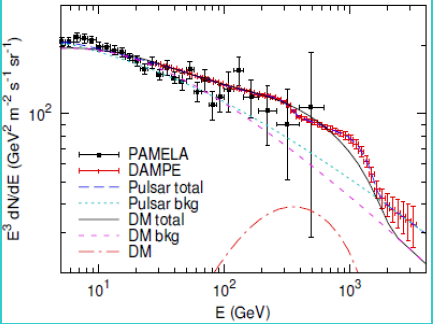 E³ dN/dE (GeV² m⁻² s⁻¹ sr⁻¹)
10²
PAMELA
DAMPE
Pulsar total
Pulsar bkg
DM total
DM bkg
DM
10¹ 10² 10³
E (GeV)